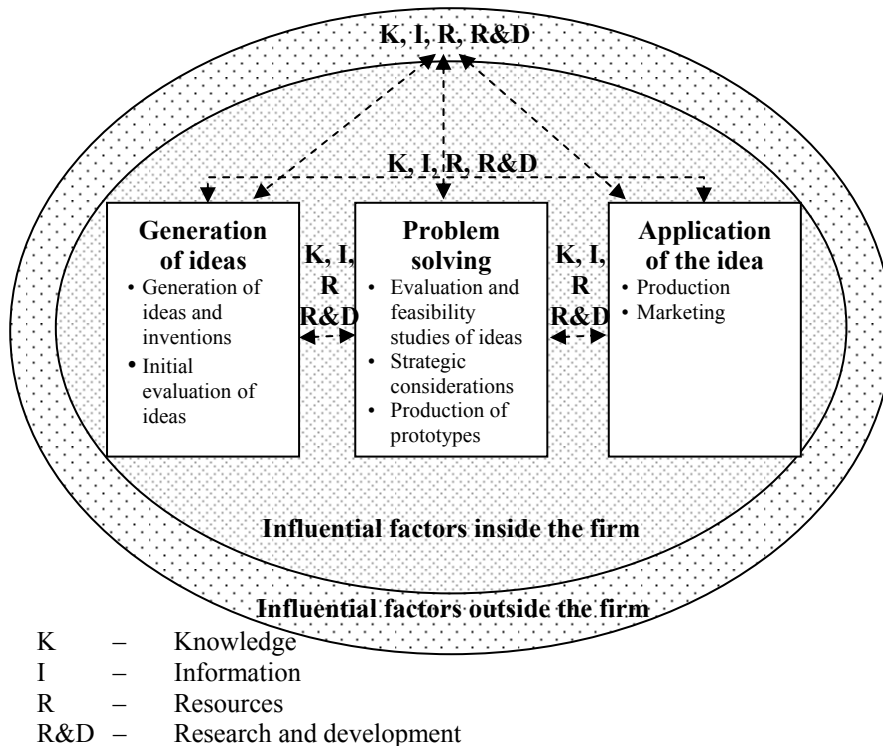 K, I, R, R&D
K, I, R, R&D
Generation
of ideas
• Generation of
ideas and
inventions
• Initial
evaluation of
ideas
K, I,
R
R&D
Problem
solving
• Evaluation and
feasibility
studies of ideas
• Strategic
considerations
• Production of
prototypes
K, I,
R
R&D
Application
of the idea
• Production
• Marketing
Influential factors inside the firm
Influential factors outside the firm
K – Knowledge
I – Information
R – Resources
R&D – Research and development